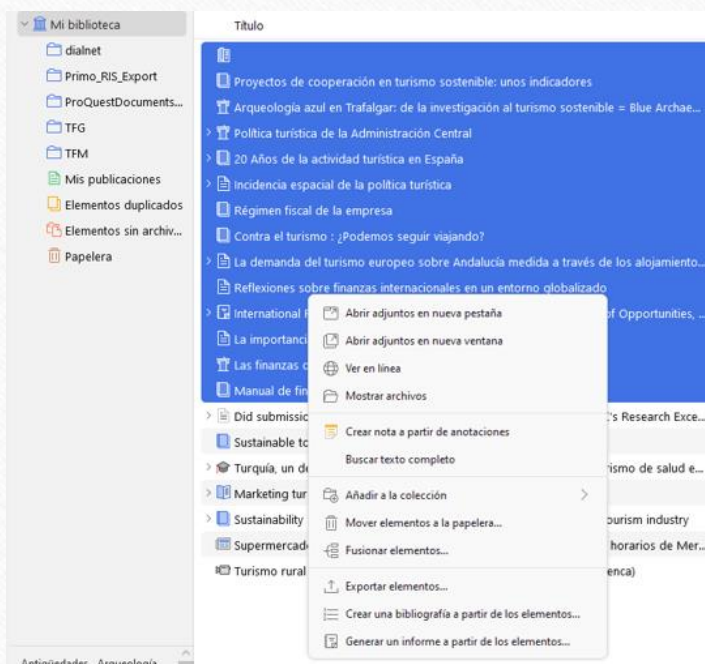 Mi biblioteca
dialnet
Primo_RIS_Export
ProQuestDocuments...
TFG
TFM
Mis publicaciones
Elementos duplicados
Elementos sin archiv...
Papelera
Antigüedades Arqueología
Título
Proyectos de cooperación en turismo sostenible: unos indicadores
Arqueología azul en Trafalgar: de la investigación al turismo sostenible = Blue Archae...
Política turística de la Administración Central
20 Años de la actividad turística en España
Incidencia espacial de la política turística
Régimen fiscal de la empresa
Contra el turismo : ¿Podemos seguir viajando?
La demanda del turismo europeo sobre Andalucía medida a través de los alojamiento...
Reflexiones sobre finanzas internacionales en un entorno globalizado
International of Opportunities, ...
La importanci
Las finanzas
Manual de fin
Did submissio 's Research Exce...
Sustainable to
Turquía, un de rismo de salud e...
Marketing tur
Sustainability ourism industry
Supermercad horarios de Mer...
Turismo rural enca)
Abrir adjuntos en nueva pestaña
Abrir adjuntos en nueva ventana
Ver en línea
Mostrar archivos
Crear nota a partir de anotaciones
Buscar texto completo
Añadir a la colección
Mover elementos a la papelera...
Fusionar elementos...
Exportar elementos...
Crear una bibliografía a partir de los elementos...
Generar un informe a partir de los elementos...